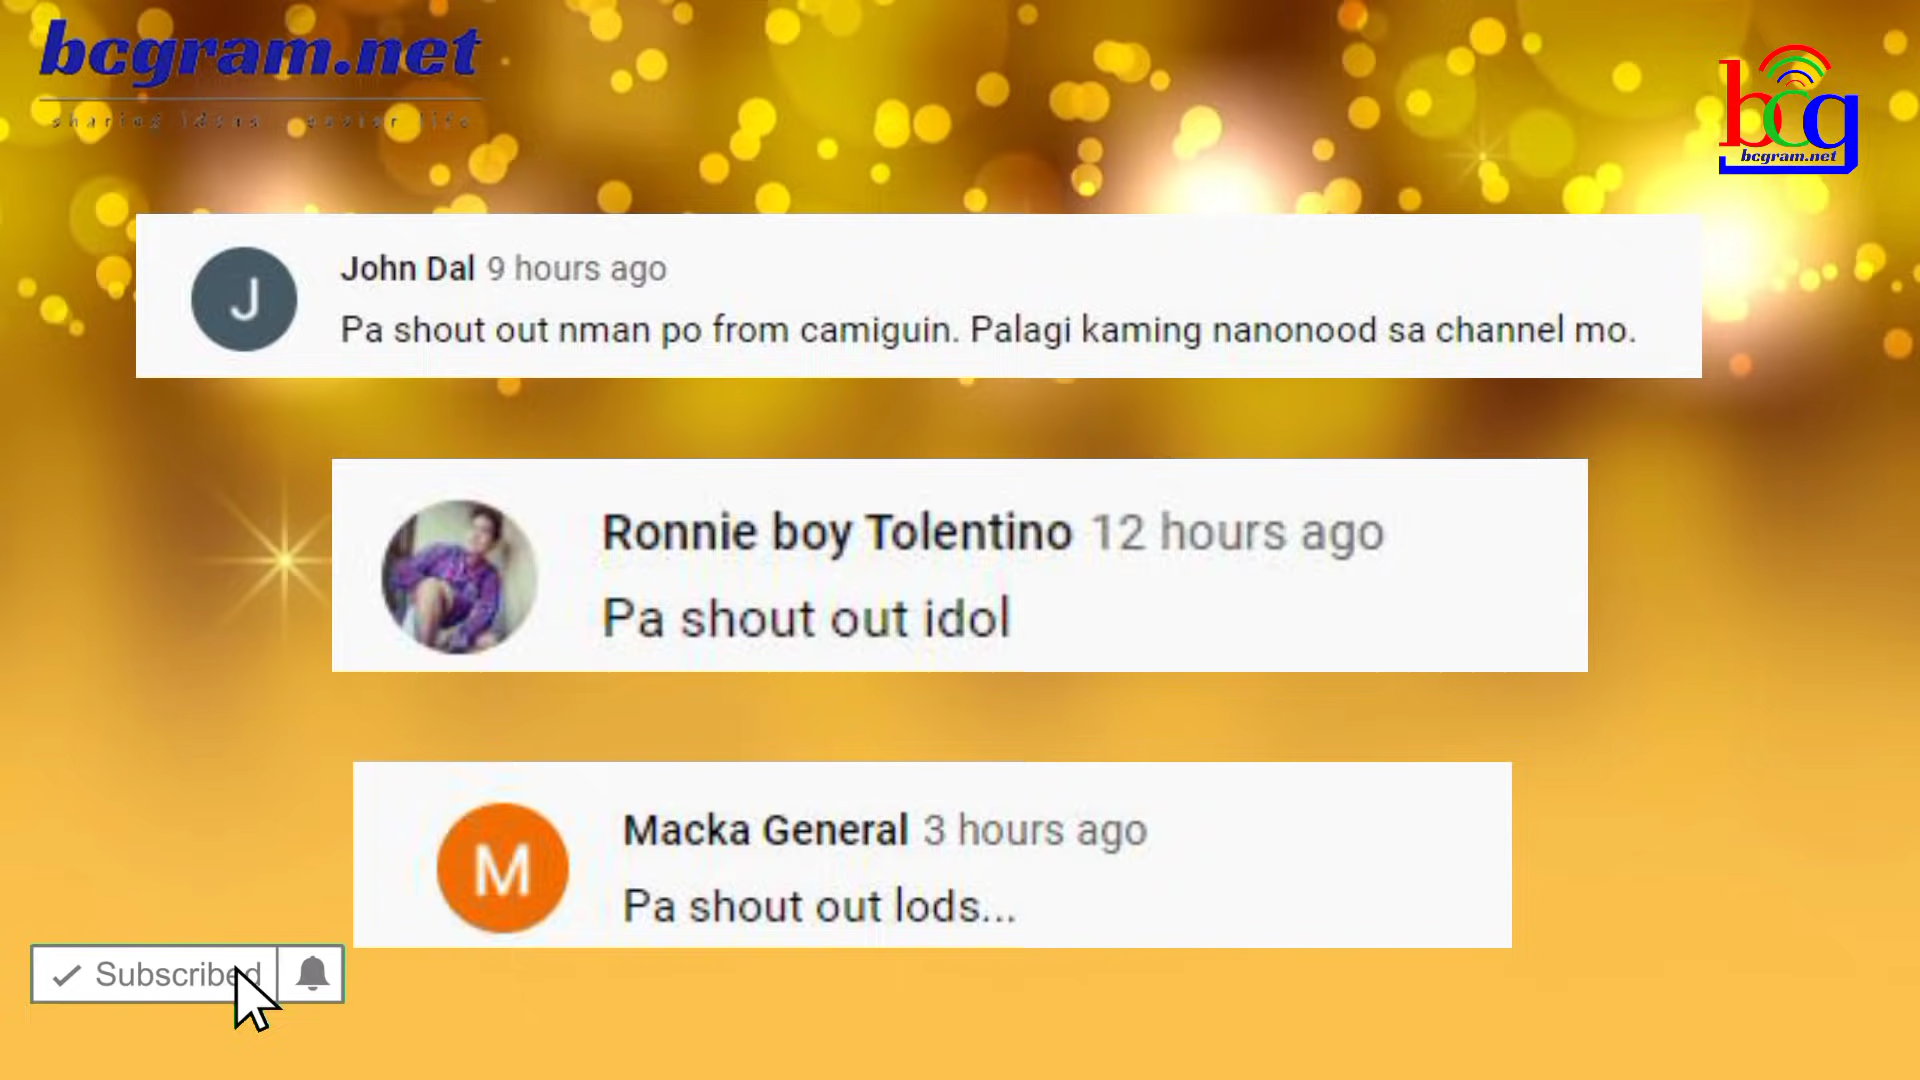 bcgram.net
shared ideas easier life
bcg
bcgram.net
J
John Dal 9 hours ago
Pa shout out nman po from camiguin. Palagi kaming nanonood sa channel mo.
Ronnie boy Tolentino 12 hours ago
Pa shout out idol
M
Macka General 3 hours ago
Pa shout out lods...
Subscribed